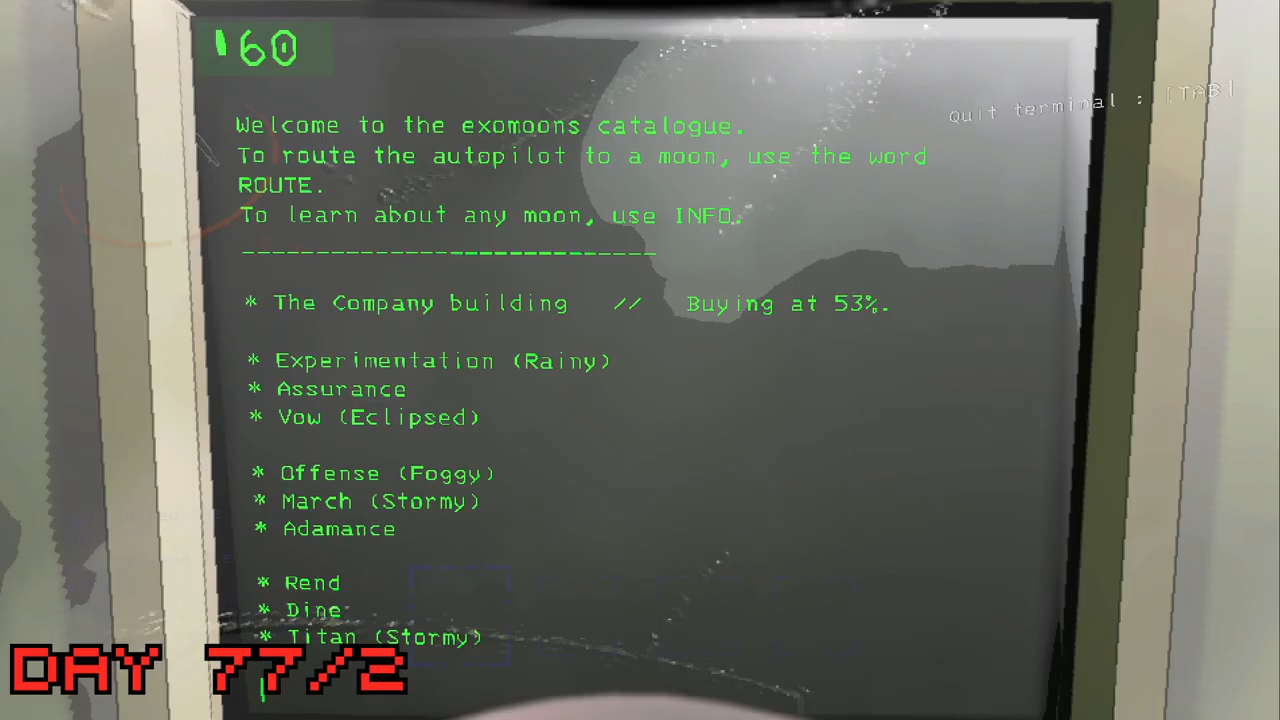 ▮60
Quit terminal : [TAB]
Welcome to the exomoons catalogue.
To route the autopilot to a moon, use the word
ROUTE.
To learn about any moon, use INFO.
----------------------------
* The Company building // Buying at 53%.
* Experimentation (Rainy)
* Assurance
* Vow (Eclipsed)
* Offense (Foggy)
* March (Stormy)
* Adamance
* Rend
* Dine
* Titan (Stormy)
DAY 77/2